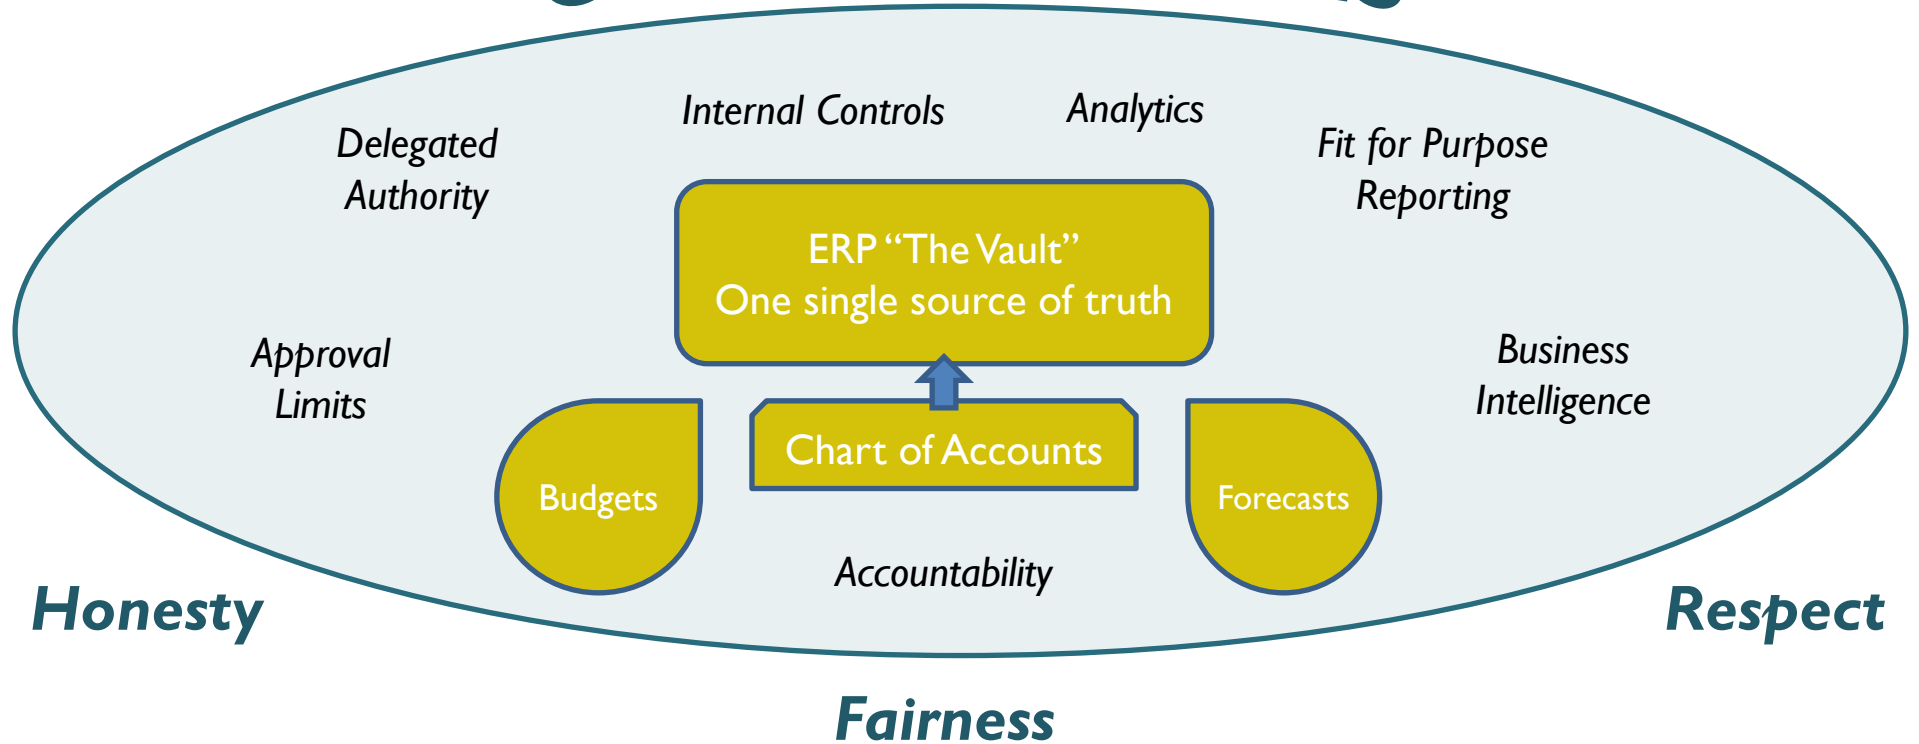 Internal Controls
Analytics
Delegated
Authority
Fit for Purpose
Reporting
ERP “The Vault”
One single source of truth
Approval
Limits
Business
Intelligence
Chart of Accounts
Budgets
Forecasts
Accountability
Honesty
Respect
Fairness